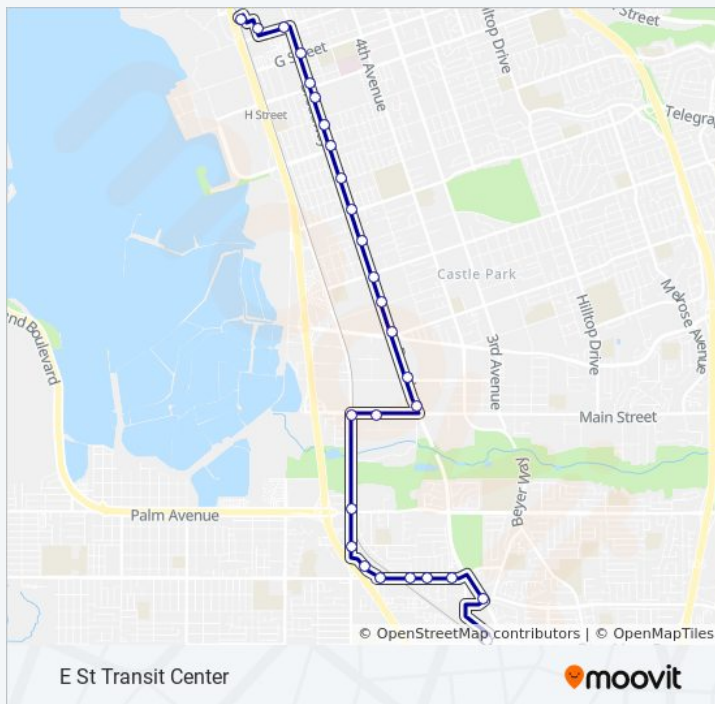 Street
G Street
4th Avenue
Hilltop Drive
H Street
Telegra
Castle Park
Hilltop Drive
Melrose Avenue
3rd Avenue
nd Boulevard
Main Street
Beyer Way
Palm Avenue
© OpenStreetMap contributors | © OpenMapTiles
E St Transit Center
moovit